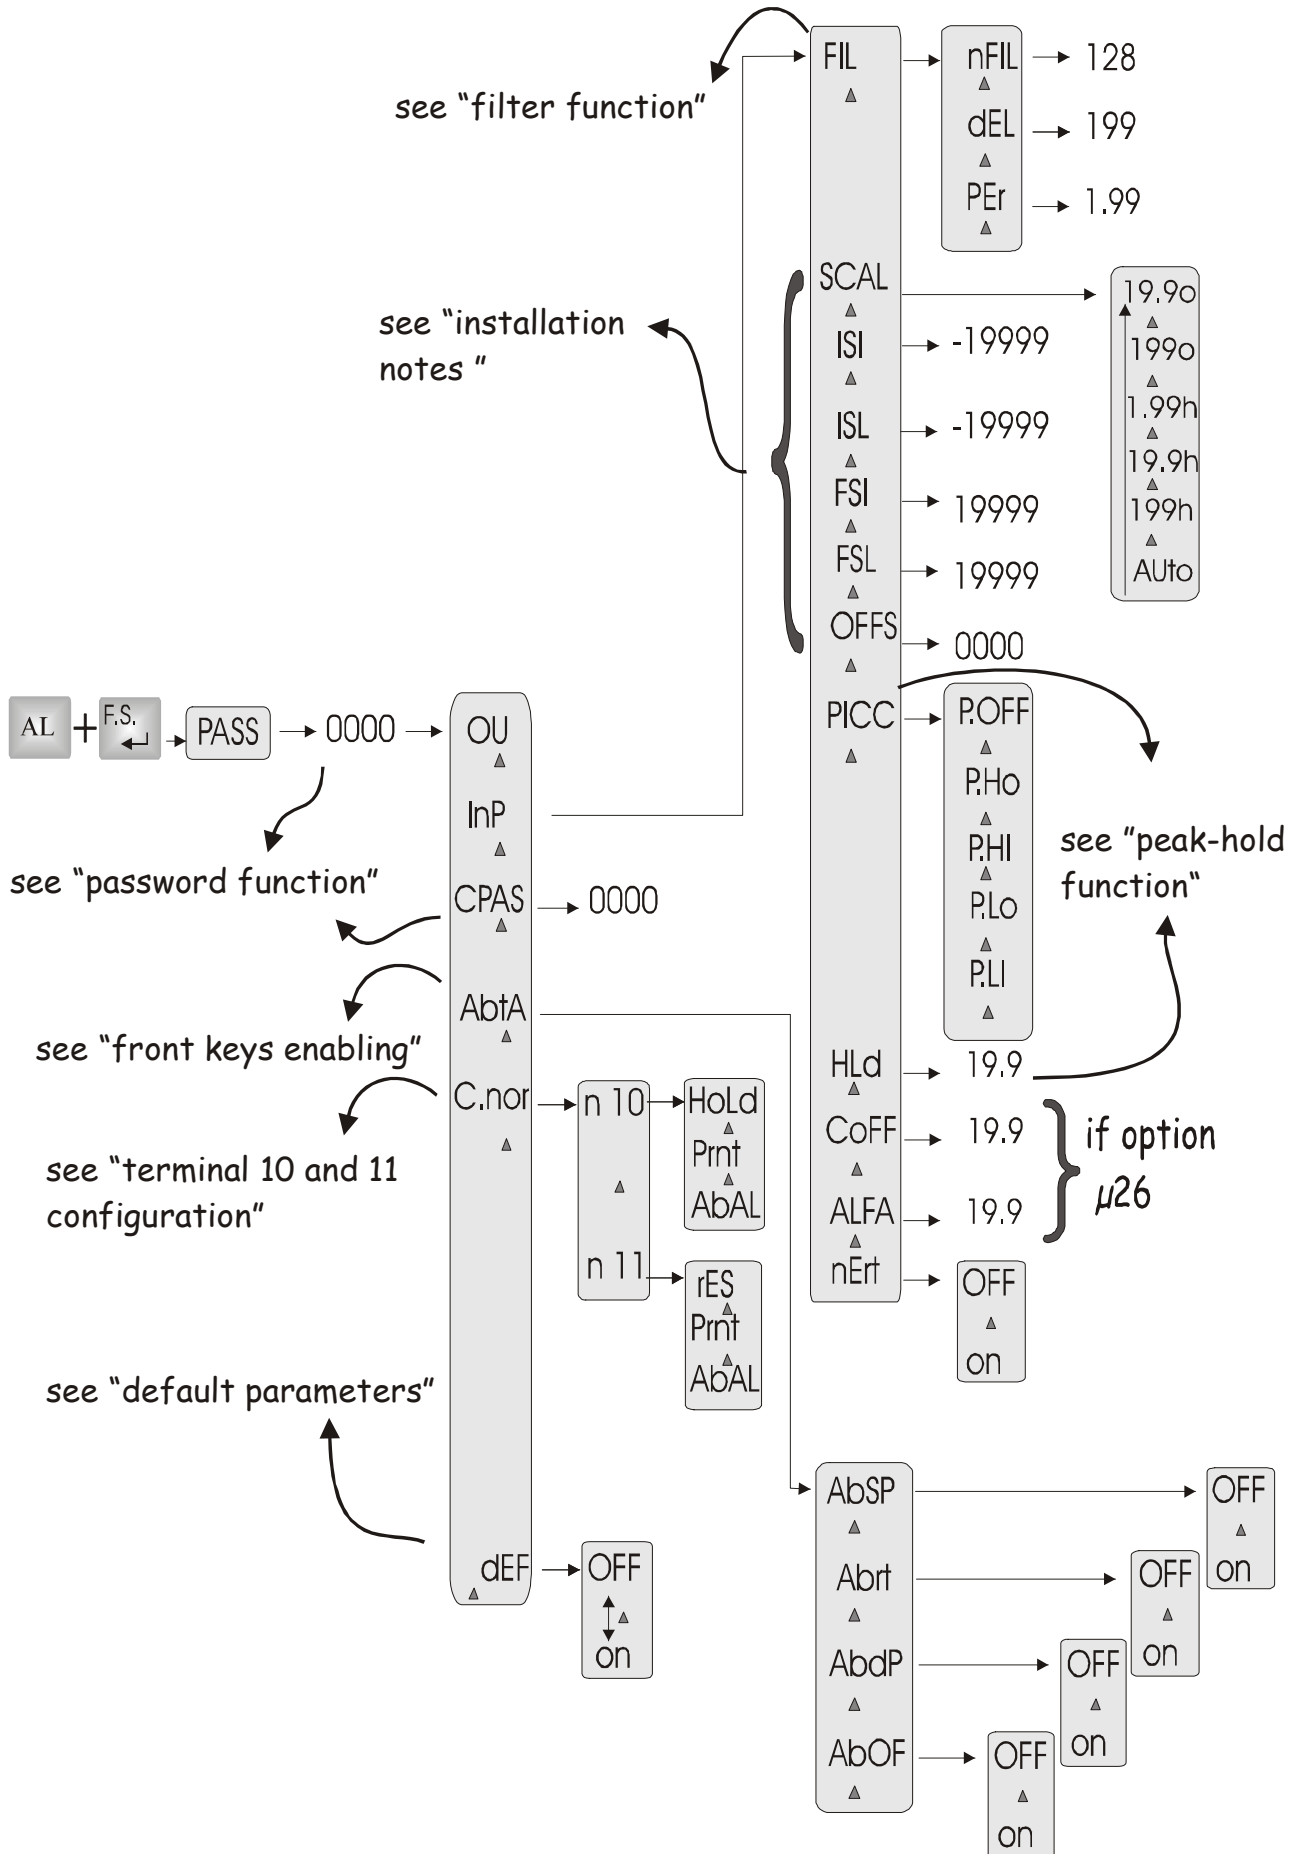 FIL
nFIL
128
dEL
199
PEr
1.99
see “filter function”
SCAL
19.9o
199o
1.99h
19.9h
199h
AUto
ISI
-19999
ISL
-19999
FSI
19999
FSL
19999
OFFS
0000
see “installation
notes ”
PICC
P.OFF
P.Ho
P.HI
P.Lo
P.LI
see "peak-hold
function"
HLd
19.9
CoFF
19.9
ALFA
19.9
if option
μ26
nErt
OFF
on
AL
+
F.S.
PASS
0000
OU
InP
CPAS
0000
AbtA
C.nor
dEF
see “password function”
see “front keys enabling”
see “terminal 10 and 11
configuration”
n 10
HoLd
Prnt
AbAL
n 11
rES
Prnt
AbAL
see “default parameters”
OFF
on
AbSP
OFF
on
Abrt
OFF
on
AbdP
OFF
on
AbOF
OFF
on